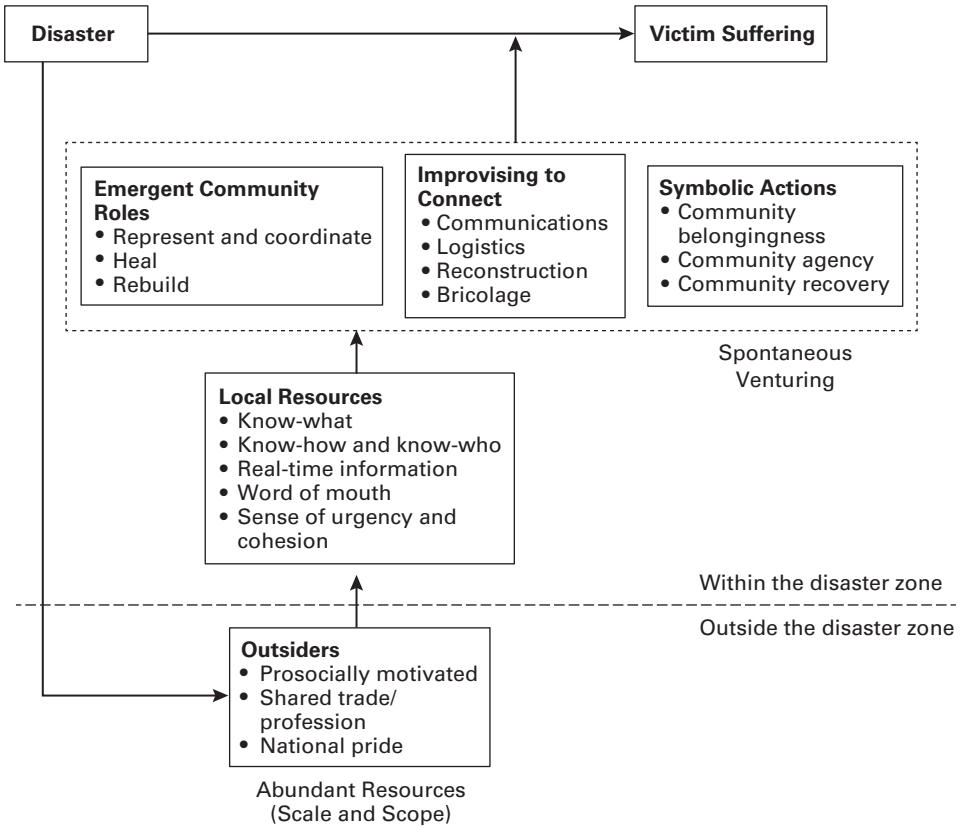 Disaster
Victim Suffering
Emergent Community
Roles
• Represent and coordinate
• Heal
• Rebuild
Improvising to
Connect
• Communications
• Logistics
• Reconstruction
• Bricolage
Symbolic Actions
• Community
belongingness
• Community agency
• Community recovery
Spontaneous
Venturing
Local Resources
• Know-what
• Know-how and know-who
• Real-time information
• Word of mouth
• Sense of urgency and
cohesion
Within the disaster zone
Outside the disaster zone
Outsiders
• Prosocially motivated
• Shared trade/
profession
• National pride
Abundant Resources
(Scale and Scope)